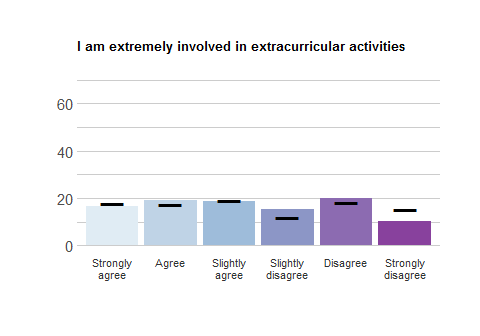 I am extremely involved in extracurricular activities
60
40
20
0
Strongly agree
Agree
Slightly agree
Slightly disagree
Disagree
Strongly disagree